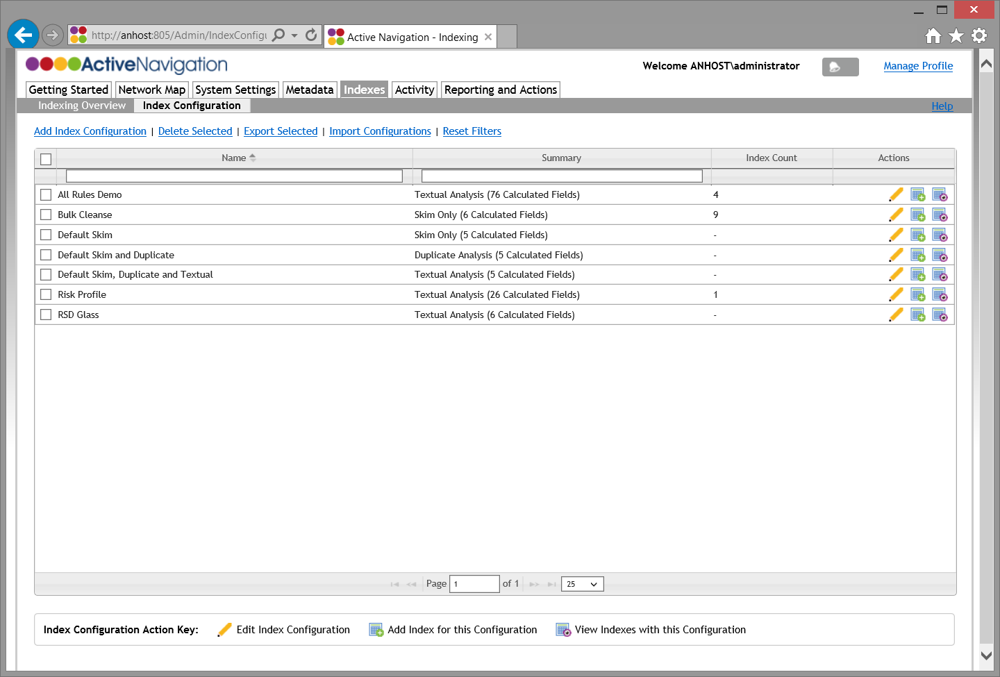 http://anhost:805/Admin/IndexConfigu
Active Navigation - Indexing
ActiveNavigation
Welcome ANHOST\administrator
Manage Profile
Getting Started Network Map System Settings Metadata Indexes Activity Reporting and Actions
Indexing Overview Index Configuration Help
Add Index Configuration | Delete Selected | Export Selected | Import Configurations | Reset Filters
Name Summary Index Count Actions
All Rules Demo Textual Analysis (76 Calculated Fields) 4
Bulk Cleanse Skim Only (6 Calculated Fields) 9
Default Skim Skim Only (5 Calculated Fields) -
Default Skim and Duplicate Duplicate Analysis (5 Calculated Fields) -
Default Skim, Duplicate and Textual Textual Analysis (5 Calculated Fields) -
Risk Profile Textual Analysis (26 Calculated Fields) 1
RSD Glass Textual Analysis (6 Calculated Fields) -
Page 1 of 1 25
Index Configuration Action Key: Edit Index Configuration Add Index for this Configuration View Indexes with this Configuration